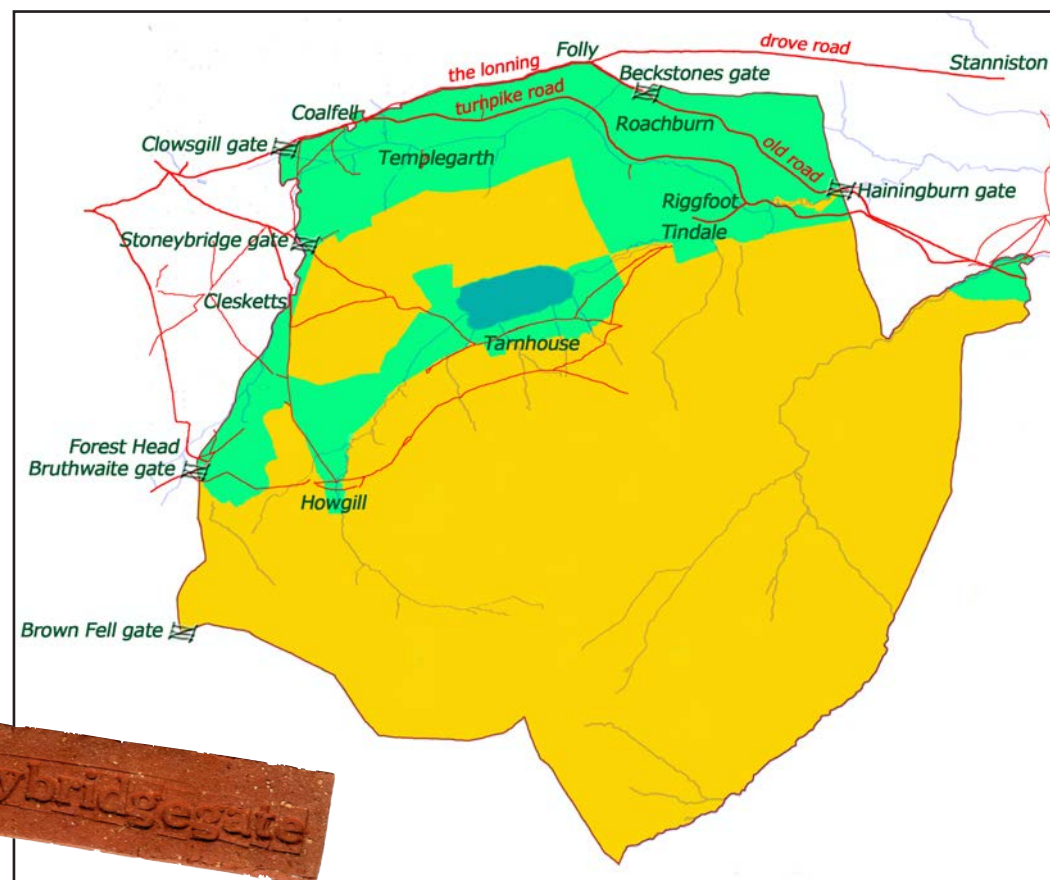 Folly
drove road
Stanniston
the lonning
Beckstones gate
turnpike road
Coalfell
Roachburn
Clowsgill gate
Templegarth
old road
Hainingburn gate
Riggfoot
Stoneybridge gate
Tindale
Clesketts
Tarnhouse
Forest Head
Bruthwaite gate
Howgill
Brown Fell gate
ybridgegate